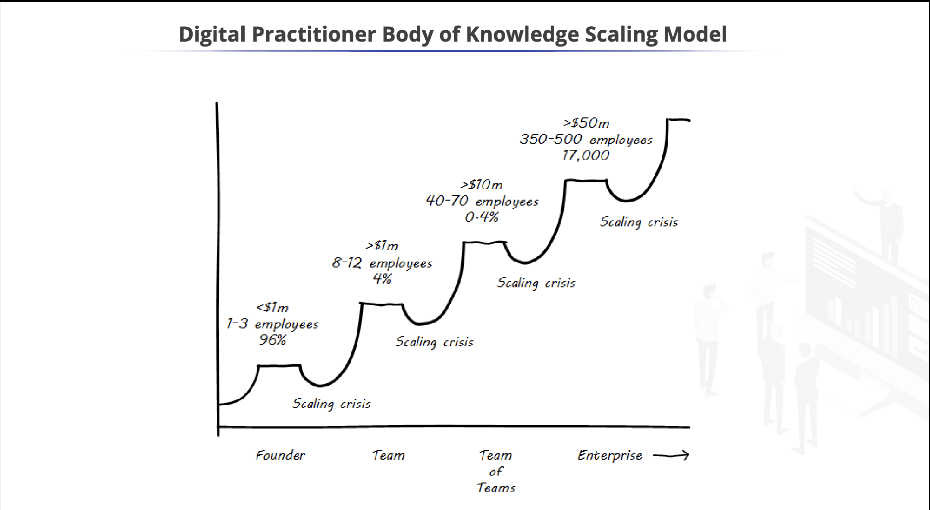 Digital Practitioner Body of Knowledge Scaling Model
>$50m
350-500 employees
17,000
>$10m
40-70 employees
0.4%
Scaling crisis
>$1m
8-12 employees
4%
Scaling crisis
<$1m
1-3 employees
96%
Scaling crisis
Scaling crisis
Founder
Team
Team
of
Teams
Enterprise